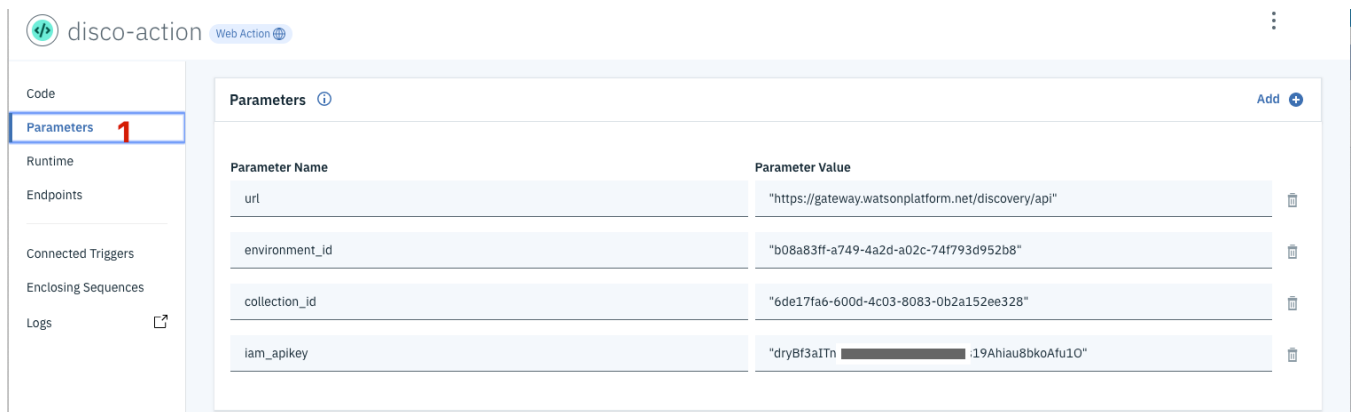 disco-action Web Action
Code
Parameters 1
Runtime
Endpoints
Connected Triggers
Enclosing Sequences
Logs
Parameters
Add
Parameter Name Parameter Value
url "https://gateway.watsonplatform.net/discovery/api"
environment_id "b08a83ff-a749-4a2d-a02c-74f793d952b8"
collection_id "6de17fa6-600d-4c03-8083-0b2a152ee328"
iam_apikey "dryBf3aITn 19Ahiau8bkoAfu1O"